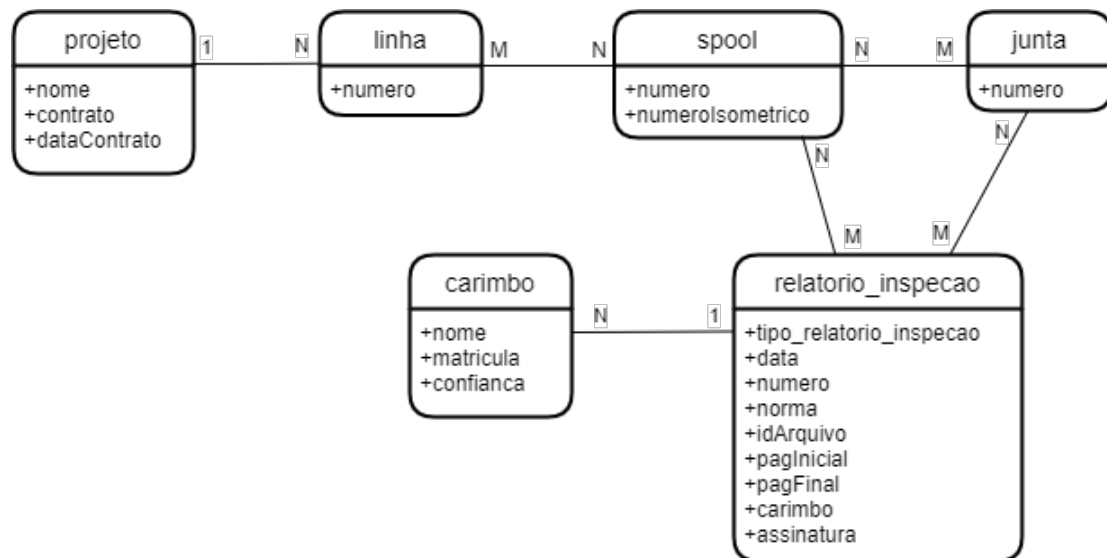 projeto
+nome
+contrato
+dataContrato
1
N
linha
+numero
M
N
spool
+numero
+numeroIsometrico
N
M
junta
+numero
N
M
N
M
carimbo
+nome
+matricula
+confianca
N
1
relatorio_inspecao
+tipo_relatorio_inspecao
+data
+numero
+norma
+idArquivo
+pagInicial
+pagFinal
+carimbo
+assinatura